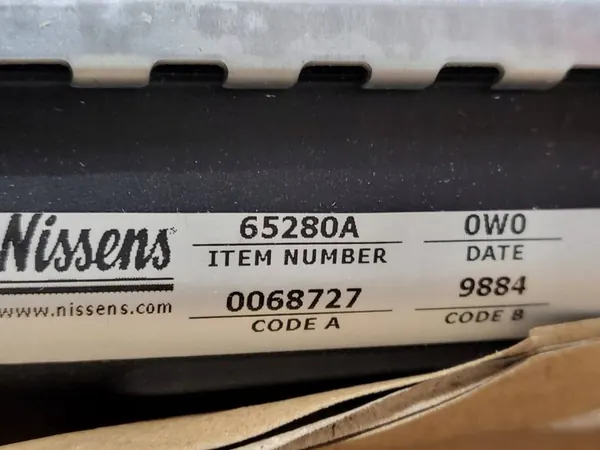 Nissens
65280A 0W0
ITEM NUMBER DATE
www.nissens.com 0068727 9884
CODE A CODE B